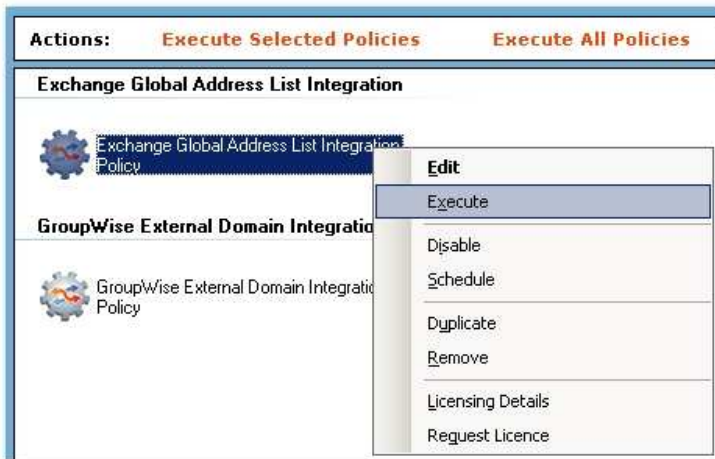 Actions: Execute Selected Policies Execute All Policies
Exchange Global Address List Integration
Exchange Global Address List Integration
Policy
Edit
Execute
GroupWise External Domain Integratio
Disable
Schedule
GroupWise External Domain Integratio
Policy
Duplicate
Remove
Licensing Details
Request Licence